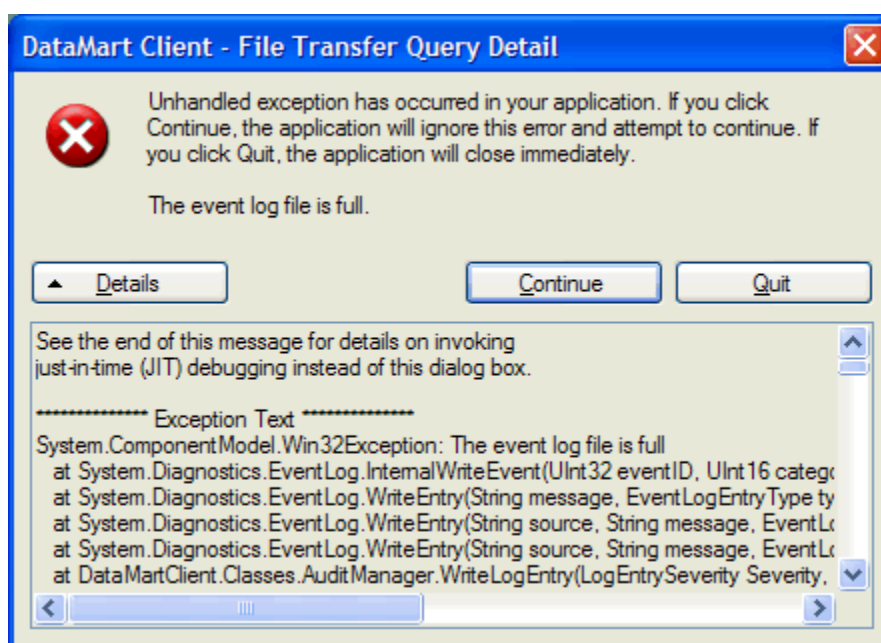 DataMart Client - File Transfer Query Detail
Unhandled exception has occurred in your application. If you click
Continue, the application will ignore this error and attempt to continue. If
you click Quit, the application will close immediately.
The event log file is full.
Details Continue Quit
See the end of this message for details on invoking
just-in-time (JIT) debugging instead of this dialog box.
************** Exception Text **************
System.ComponentModel.Win32Exception: The event log file is full
at System.Diagnostics.EventLog.InternalWriteEvent(UInt32 eventID, UInt16 catego
at System.Diagnostics.EventLog.WriteEntry(String message, EventLogEntryType ty
at System.Diagnostics.EventLog.WriteEntry(String source, String message, EventLo
at System.Diagnostics.EventLog.WriteEntry(String source, String message, EventLo
at DataMartClient.Classes.AuditManager.WriteLogEntry(LogEntrySeverity Severity,